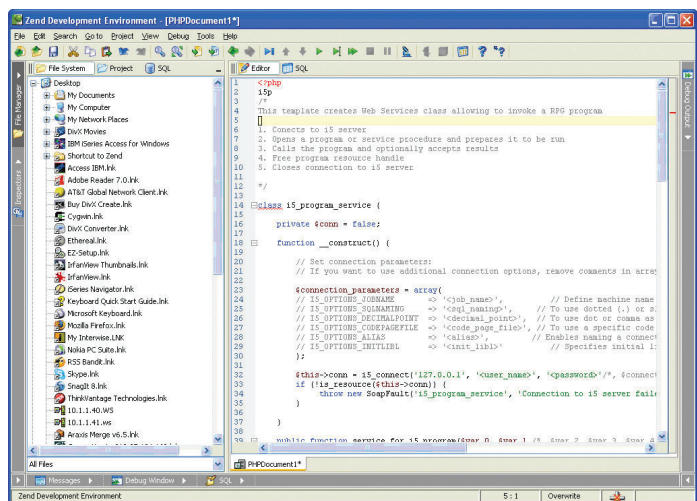 Zend Development Environment - [PHPDocument1*]
File Edit Search Go to Project View Debug Tools Help
File System Project SQL
Editor SQL
File Manager
Inspectors
Debug Output
Desktop
My Documents
My Computer
My Network Places
DivX Movies
IBM iSeries Access for Windows
Shortcut to Zend
Access IBM.lnk
Adobe Reader 7.0.lnk
AT&T Global Network Client.lnk
Buy DivX Create.lnk
Cygwin.lnk
DivX Converter.lnk
Ethereal.lnk
EZ-Setup.lnk
IrfanView Thumbnails.lnk
IrfanView.lnk
iSeries Navigator.lnk
Keyboard Quick Start Guide.lnk
Microsoft Keyboard.lnk
Mozilla Firefox.lnk
My Interwise.LNK
Nokia PC Suite.lnk
RSS Bandit.lnk
Skype.lnk
SnagIt 8.lnk
ThinkVantage Technologies.lnk
10.1.1.40.WS
10.1.1.41.ws
Araxis Merge v6.5.lnk
All Files
1 <?php
2 i5p
3 /*
4 This template creates Web Services class allowing to invoke a RPG program
5
6 1. Conects to i5 server
7 2. Opens a program or service procedure and prepares it to be run
8 3. Calls the program and optionally accepts results
9 4. Free program resource handle
10 5. Closes connection to i5 server
11
12 */
13
14 class i5_program_service {
15
16 private $conn = false;
17
18 function __construct() {
19
20 // Set connection parameters:
21 // If you want to use additional connection options, remove comments in array
22
23 $connection_parameters = array(
24 // I5_OPTIONS_JOBNAME => '<job_name>', // Define machine name
25 // I5_OPTIONS_SQLNAMING => '<sql_naming>', // To use dotted (.) or s
26 // I5_OPTIONS_DECIMALPOINT => '<decimal_point>', // To use dot or comma as
27 // I5_OPTIONS_CODEPAGEFILE => '<code_page_file>', // To use a specific code
28 // I5_OPTIONS_ALIAS => '<alias>', // Enables naming a connect
29 // I5_OPTIONS_INITLIBL => '<init_libl>' // Specifies initial li
30 );
31
32 $this->conn = i5_connect('127.0.0.1', '<user_name>', '<password>'/*, $connect
33 if (!is_resource($this->conn)) {
34 throw new SoapFault('i5_program_service', 'Connection to i5 server faile
35 }
36
37 }
38
39 public function service_for_i5_program($var_0, $var_1 /*, $var_2, $var_3, $var_4
PHPDocument1*
Messages Debug Window SQL
Zend Development Environment 5 : 1 Overwrite